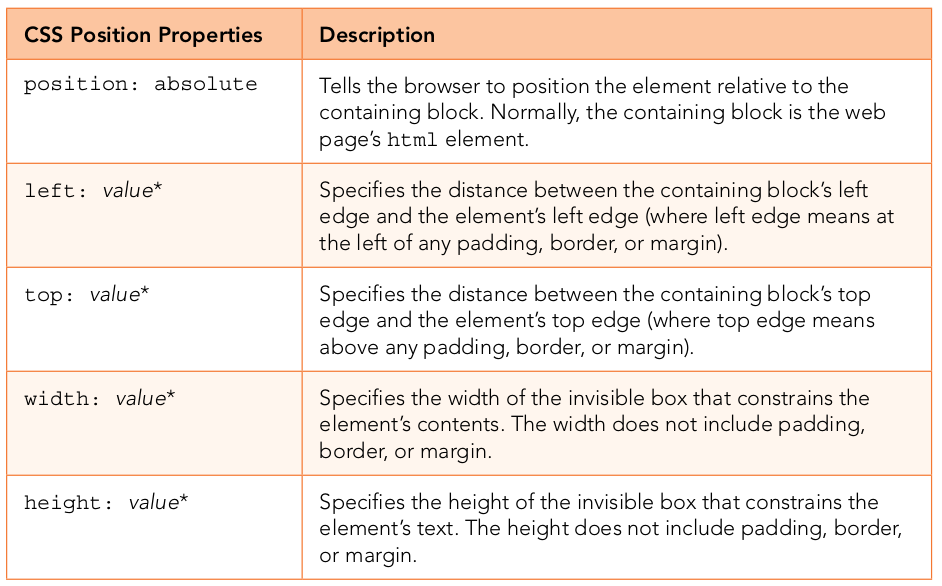 CSS Position Properties Description
position: absolute Tells the browser to position the element relative to the
containing block. Normally, the containing block is the web
page’s html element.
left: value* Specifies the distance between the containing block’s left
edge and the element’s left edge (where left edge means at
the left of any padding, border, or margin).
top: value* Specifies the distance between the containing block’s top
edge and the element’s top edge (where top edge means
above any padding, border, or margin).
width: value* Specifies the width of the invisible box that constrains the
element’s contents. The width does not include padding,
border, or margin.
height: value* Specifies the height of the invisible box that constrains the
element’s text. The height does not include padding, border,
or margin.